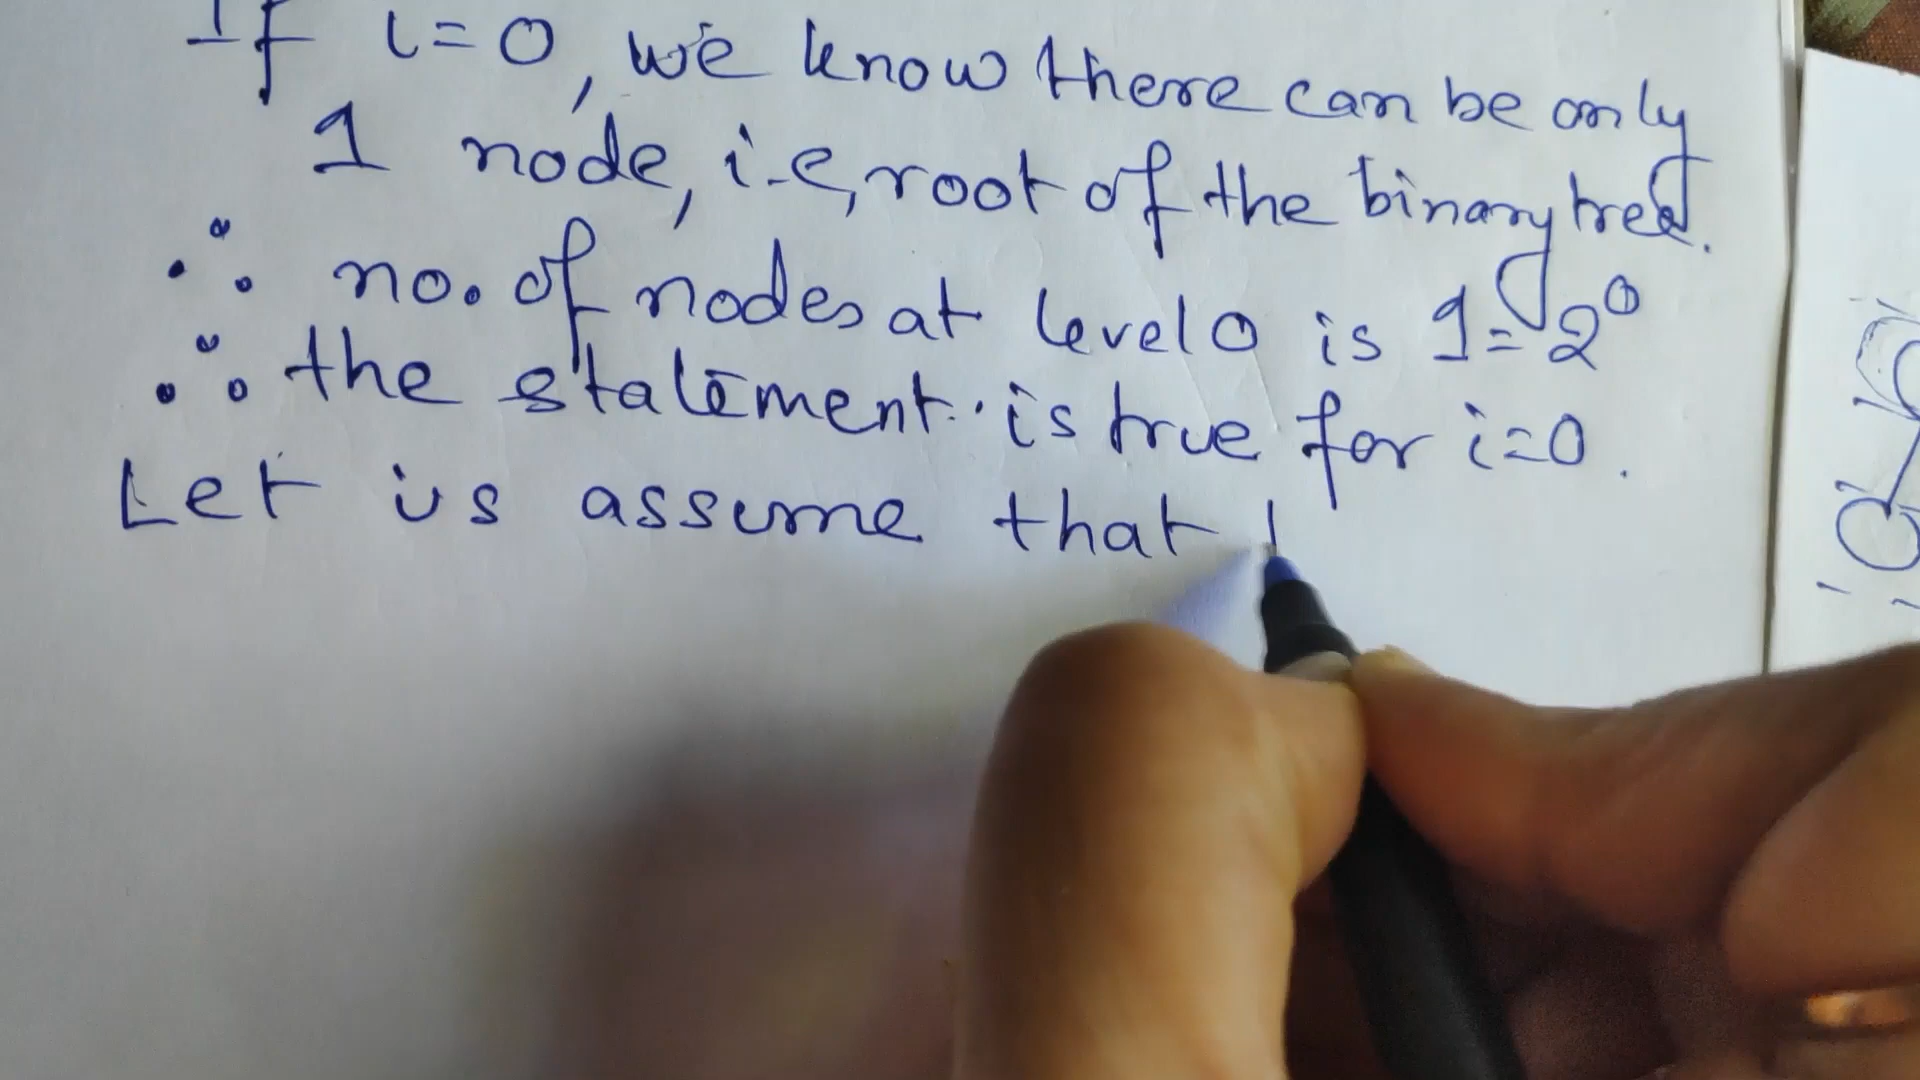 If i=0, we know there can be only
1 node, i.e, root of the binary tree.
∴ no. of nodes at level 0 is 1=2⁰
∴ the statement is true for i=0.
Let us assume that